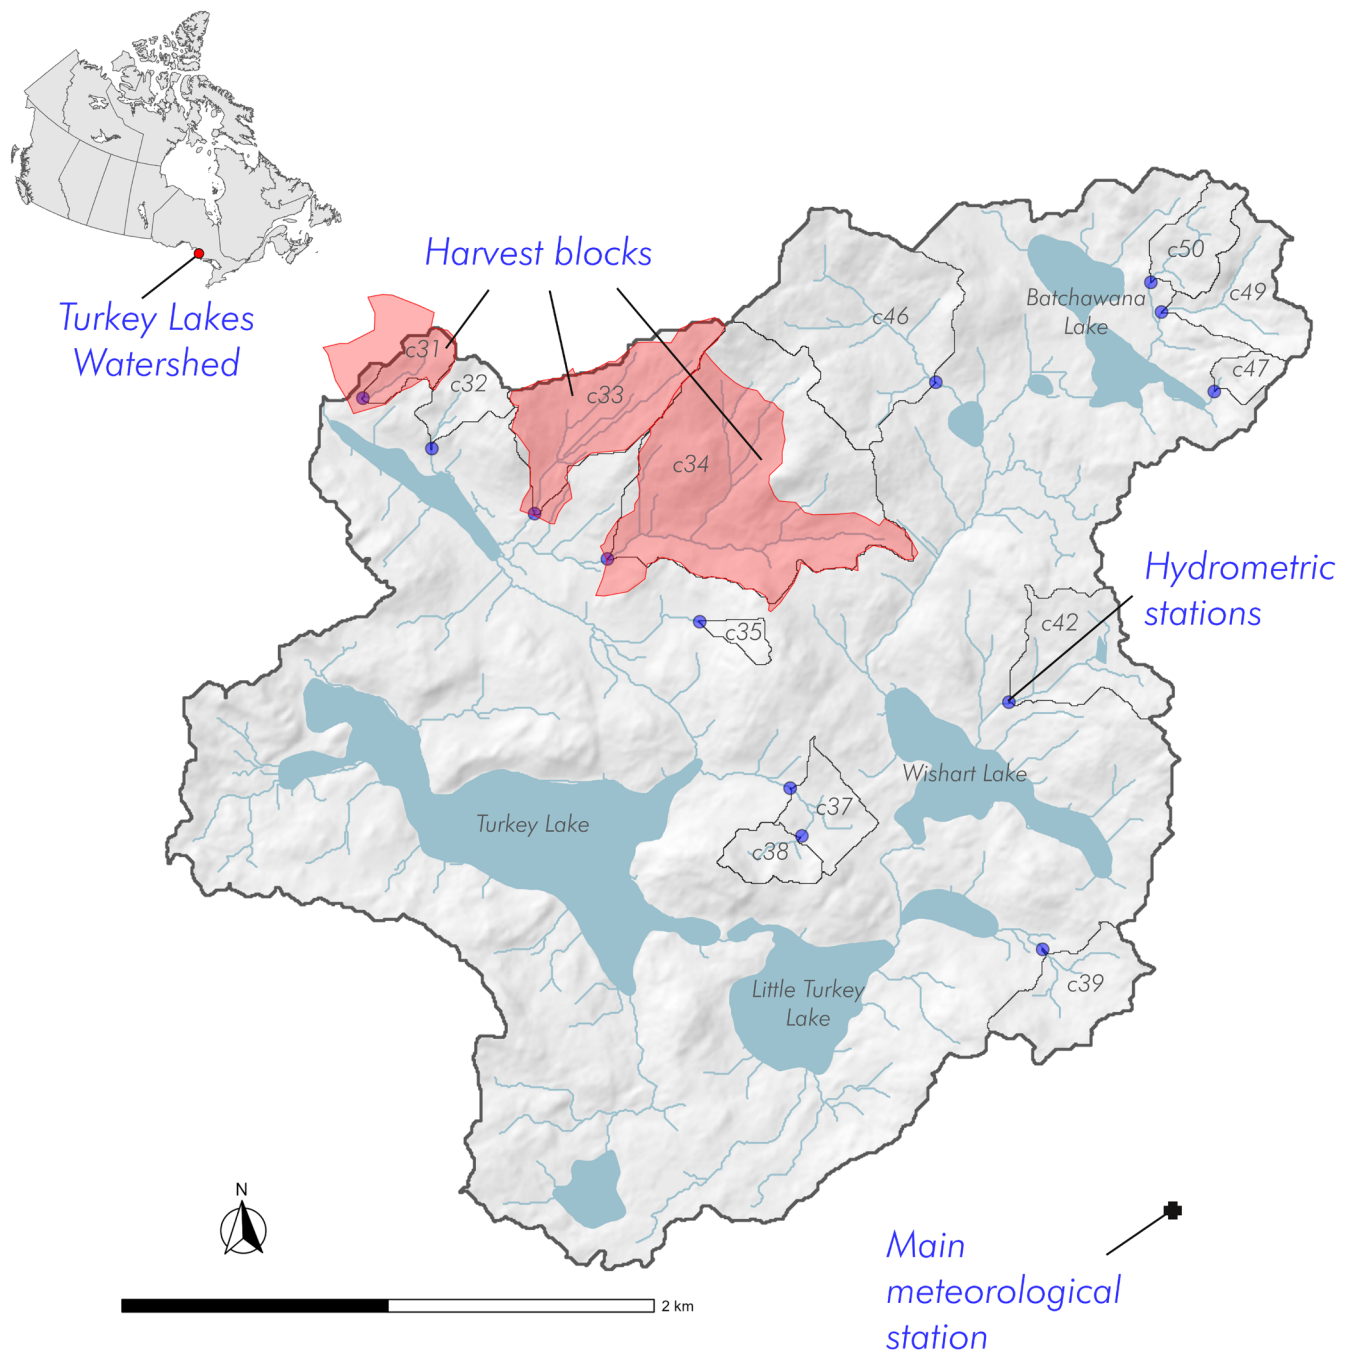 Turkey Lakes
Watershed
Harvest blocks
c31
c32
c33
c34
c46
Batchawana
Lake
c50
c49
c47
Hydrometric
stations
c42
c35
Wishart Lake
c37
c38
Turkey Lake
Little Turkey
Lake
c39
N
2 km
Main
meteorological
station